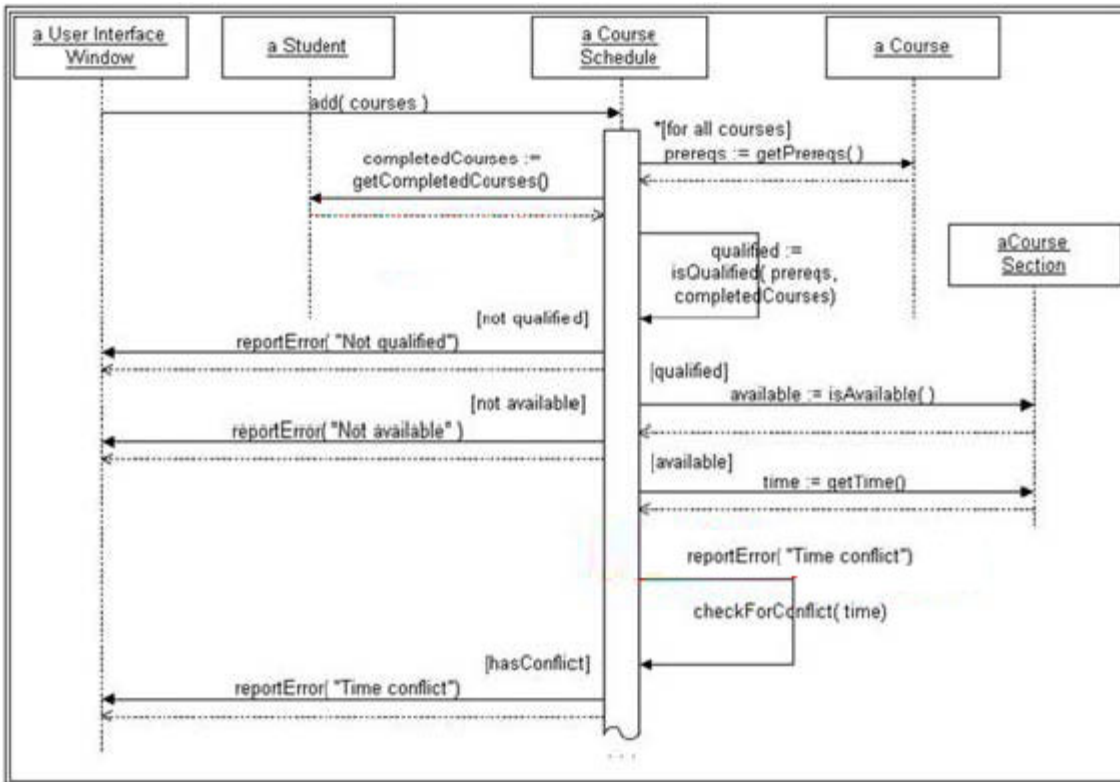 a User Interface
Window
a Student
a Course
Schedule
a Course
add( courses )
*[for all courses]
prereqs := getPrereqs( )
completedCourses :=
getCompletedCourses()
qualified :=
isQualified( prereqs,
completedCourses)
aCourse
Section
[not qualified]
reportError( "Not qualified")
[qualified]
available := isAvailable( )
[not available]
reportError( "Not available" )
[available]
time := getTime()
reportError( "Time conflict")
checkForConflict( time)
[hasConflict]
reportError( "Time conflict")
. . .